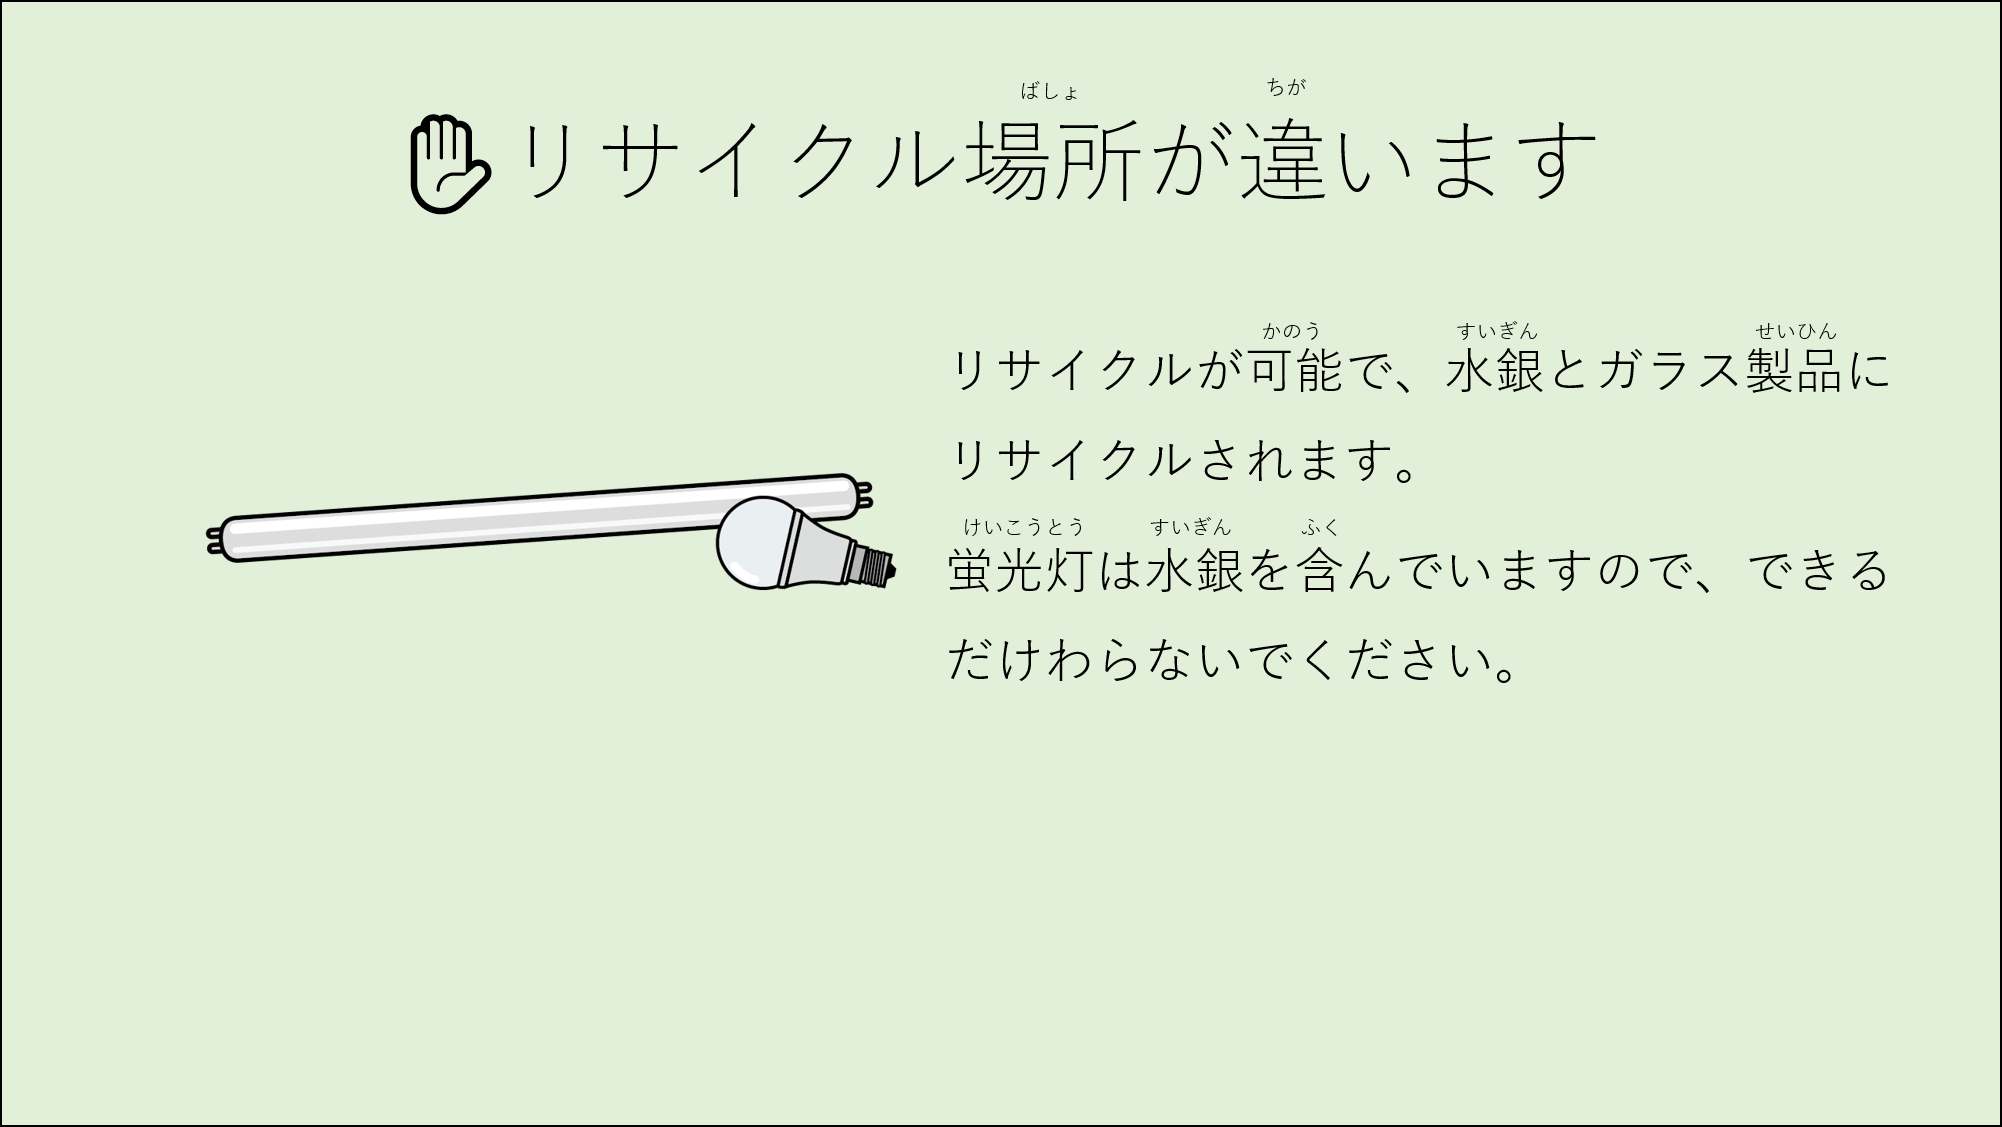 ばしょ ちが
リサイクル場所が違います
かのう すいぎん せいひん
リサイクルが可能で、水銀とガラス製品に
リサイクルされます。
けいこうとう すいぎん ふく
蛍光灯は水銀を含んでいますので、できる
だけわらないでください。